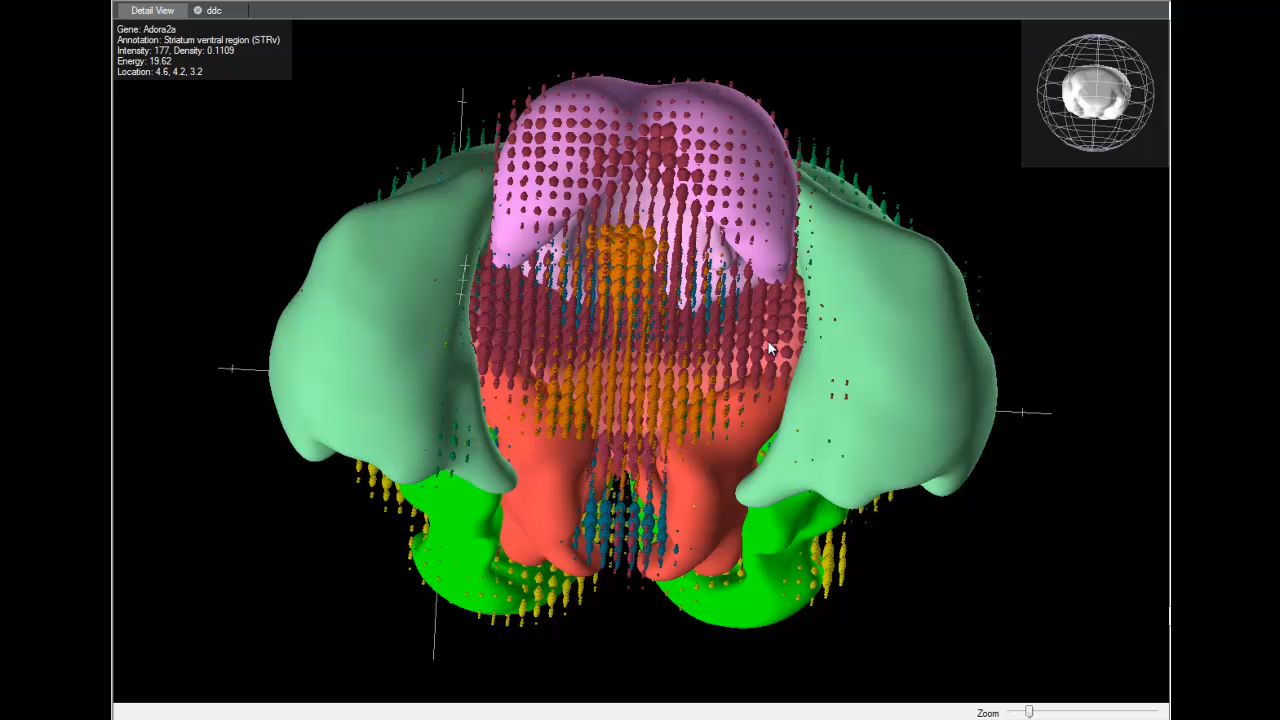 Detail View
ddc
Gene: Adora2a
Annotation: Striatum ventral region (STRv)
Intensity: 177, Density: 0.1109
Energy: 19.62
Location: 4.6, 4.2, 3.2
Zoom